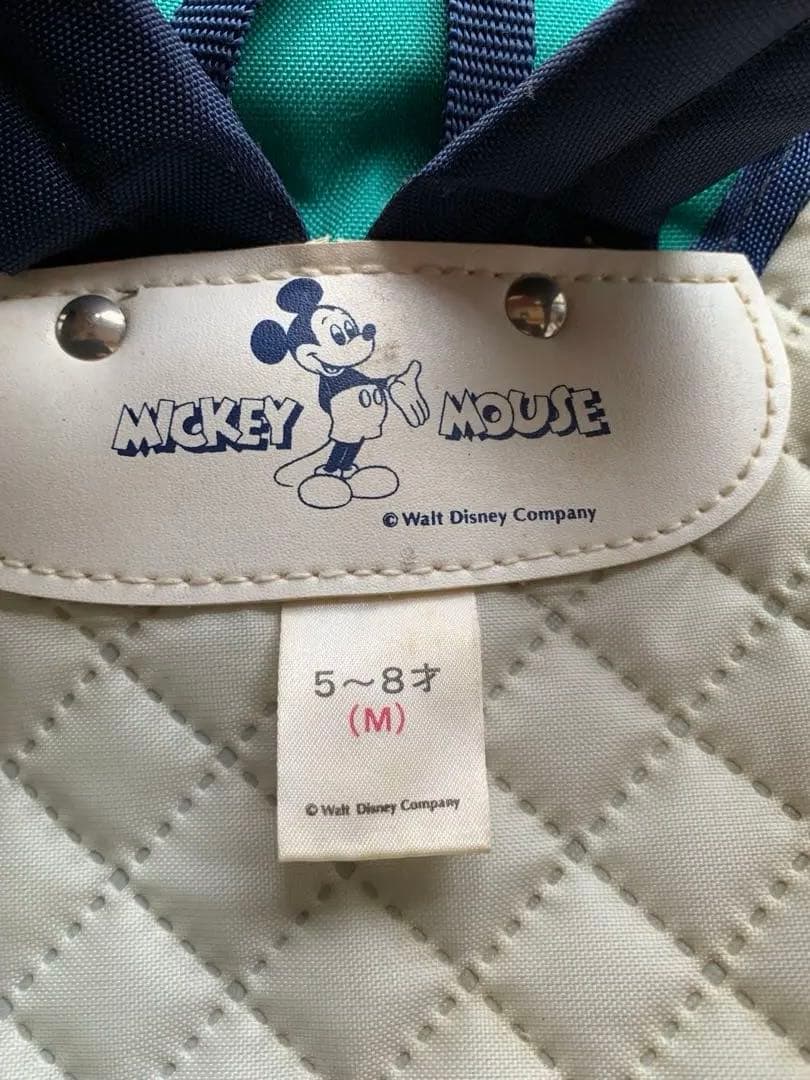 MICKEY MOUSE
© Walt Disney Company
5～8才
(M)
© Walt Disney Company